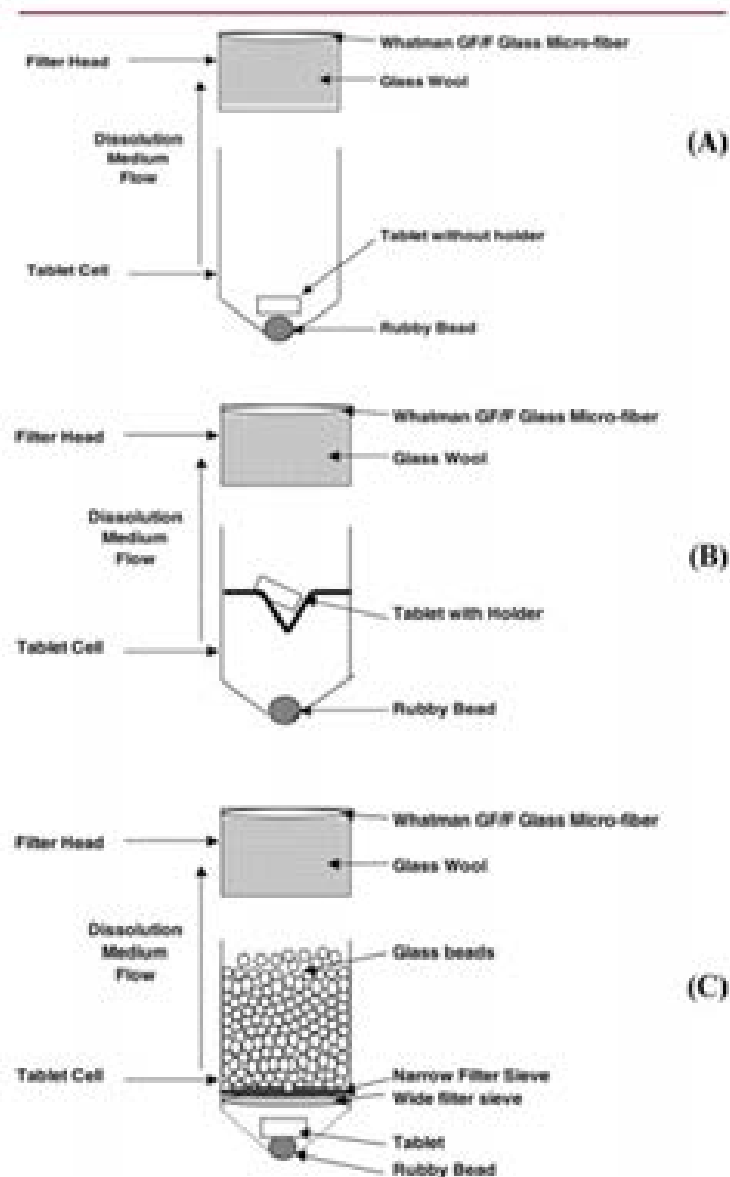 Whatman GF/F Glass Micro-fiber
Filter Head
Glass Wool
Dissolution
Medium
Flow
(A)
Tablet without holder
Tablet Cell
Rubby Bead
Whatman GF/F Glass Micro-fiber
Filter Head
Glass Wool
Dissolution
Medium
Flow
(B)
Tablet with Holder
Tablet Cell
Rubby Bead
Whatman GF/F Glass Micro-fiber
Filter Head
Glass Wool
Dissolution
Medium
Flow
Glass beads
(C)
Tablet Cell
Narrow Filter Sieve
Wide filter sieve
Tablet
Rubby Bead